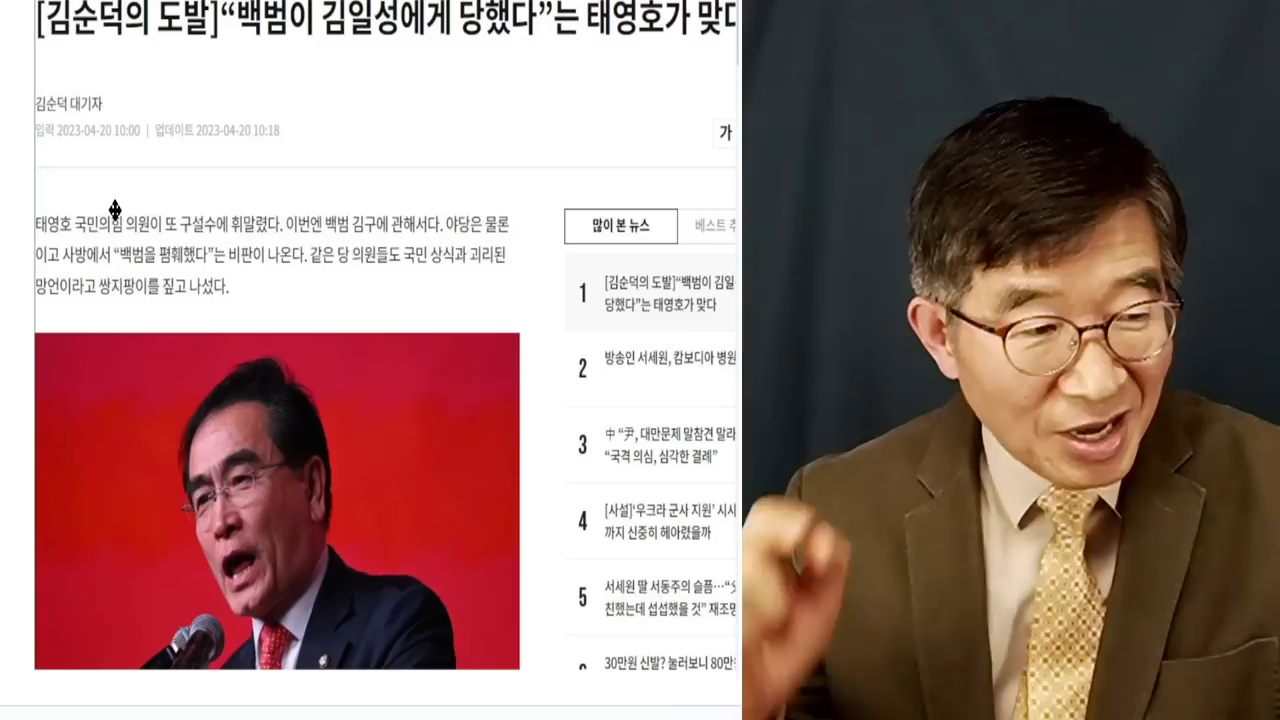 [김순덕의 도발]“백범이 김일성에게 당했다”는 태영호가 맞다
김순덕 대기자
입력 2023-04-20 10:00 | 업데이트 2023-04-20 10:18
가
태영호 국민의힘 의원이 또 구설수에 휘말렸다. 이번엔 백범 김구에 관해서다. 야당은 물론
이고 사방에서 “백범을 폄훼했다”는 비판이 나온다. 같은 당 의원들도 국민 상식과 괴리된
망언이라고 쌍지팡이를 짚고 나섰다.
많이 본 뉴스
베스트 추
1
[김순덕의 도발]“백범이 김일
당했다”는 태영호가 맞다
2
방송인 서세원, 캄보디아 병원
3
中 “尹, 대만문제 말참견 말라
“국격 의심, 심각한 결례”
4
[사설]‘우크라 군사 지원’ 시사
까지 신중히 헤아렸을까
5
서세원 딸 서동주의 슬픔…“父
친했는데 섭섭했을 것” 재조명
30만원 신발? 눌러보니 80만